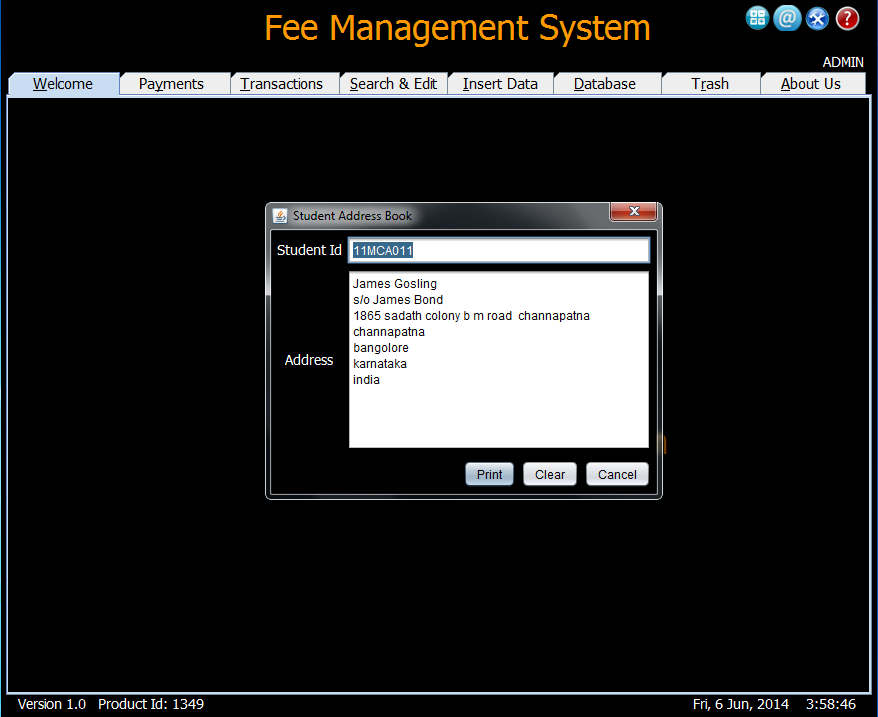 Fee Management System
ADMIN
Welcome Payments Transactions Search & Edit Insert Data Database Trash About Us
Student Address Book
Student Id 11MCA011
James Gosling
s/o James Bond
1865 sadath colony b m road  channapatna
channapatna
bangolore
Address
karnataka
india
Print Clear Cancel
Version 1.0 Product Id: 1349 Fri, 6 Jun, 2014 3:58:46